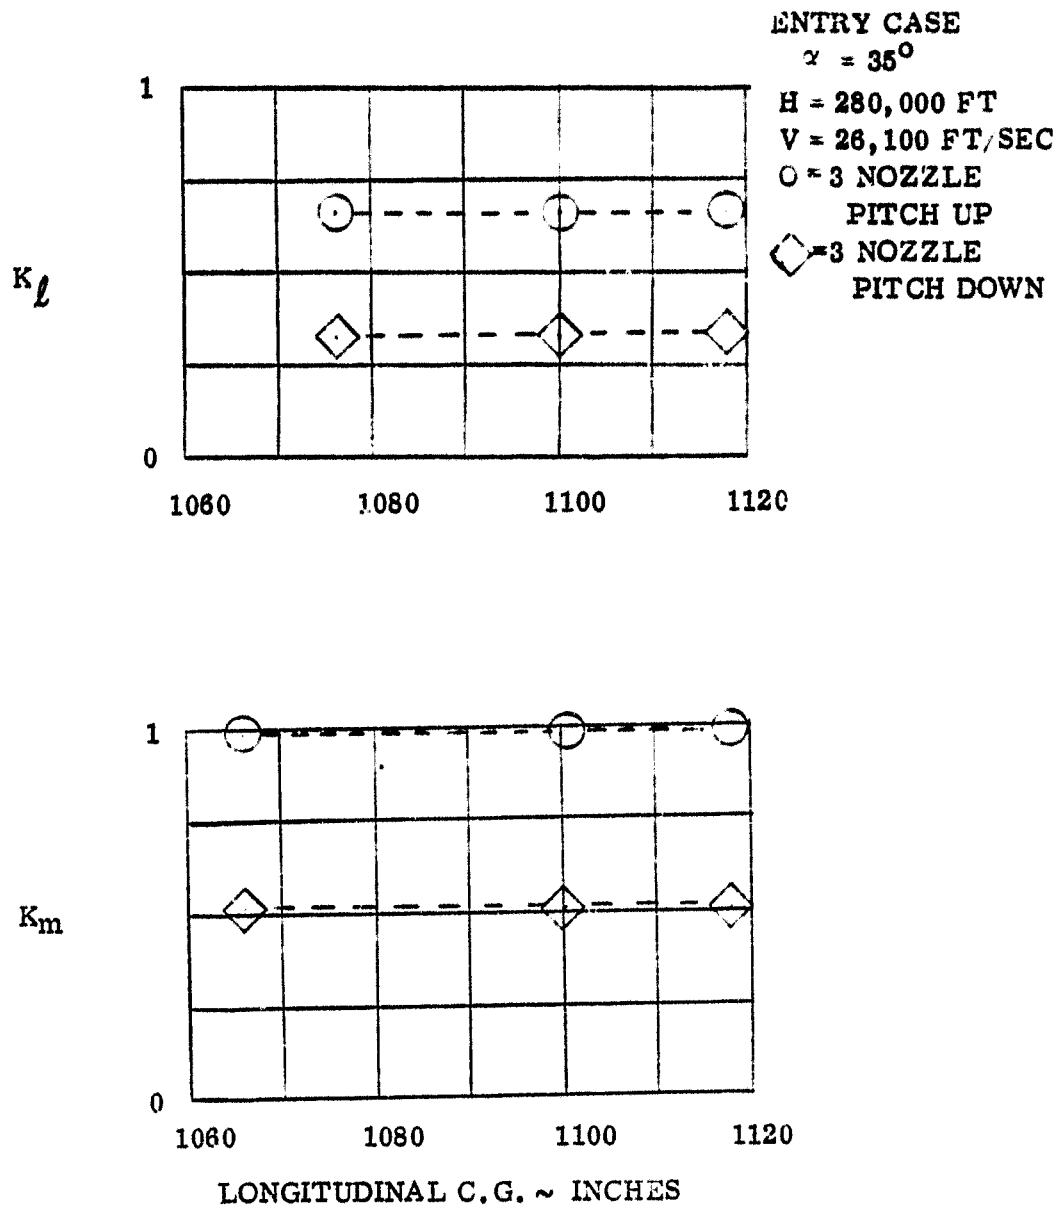 ENTRY CASE
α = 35°
H = 280,000 FT
V = 26,100 FT/SEC
○ = 3 NOZZLE
PITCH UP
◇ = 3 NOZZLE
PITCH DOWN
1
Kℓ
0
1060 1080 1100 1120
1
Km
0
1060 1080 1100 1120
LONGITUDINAL C.G. ~ INCHES